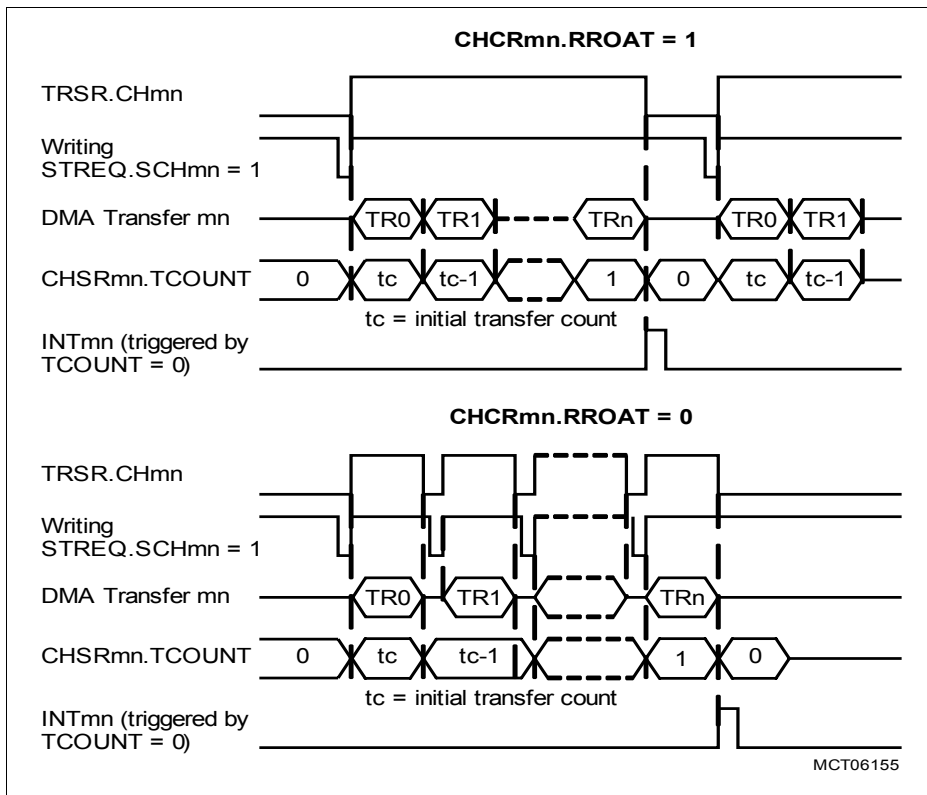 CHCRmn.RROAT = 1
TRSR.CHmn
Writing
STREQ.SCHmn = 1
DMA Transfer mn TR0 TR1 TRn TR0 TR1
CHSRmn.TCOUNT 0 tc tc-1 1 0 tc tc-1
tc = initial transfer count
INTmn (triggered by
TCOUNT = 0)
CHCRmn.RROAT = 0
TRSR.CHmn
Writing
STREQ.SCHmn = 1
DMA Transfer mn TR0 TR1 TRn
CHSRmn.TCOUNT 0 tc tc-1 1 0
tc = initial transfer count
INTmn (triggered by
TCOUNT = 0)
MCT06155